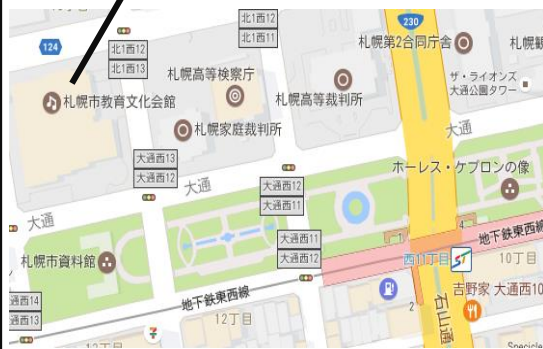 北1西12
北1西11
230
札幌第2合同庁舎
124
北1西12
北1西13
札幌高等検察庁
札幌高等裁判所
ザ・ライオンズ
大通公園タワー
札幌市教育文化会館
札幌家庭裁判所
大通
大通西13
大通西12
大通
ホーレス・ケプロンの像
大通西12
大通西11
大通
大通西11
大通西12
1
4
地下鉄東西線
札幌市資料館
西11丁目
10丁目
大通西14
大通西13
地下鉄東西線
12丁目
2
石山通
吉野家 大通西10
7
13丁目